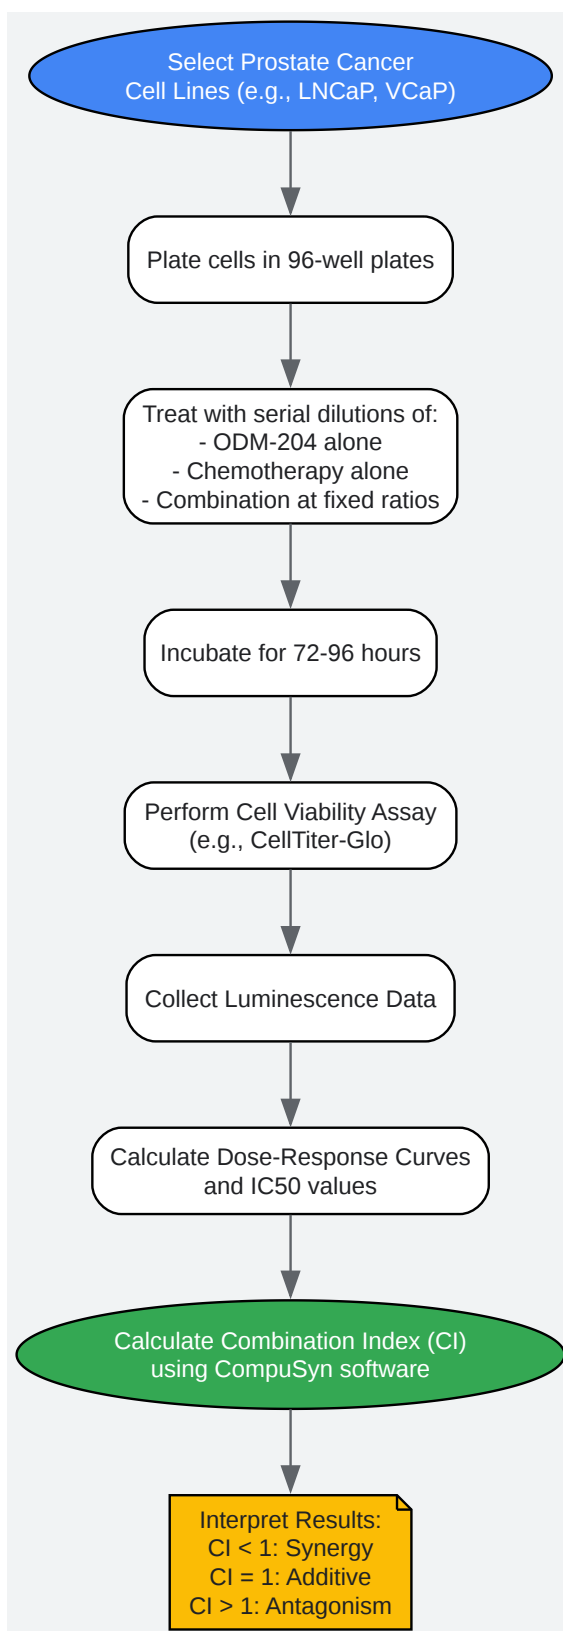 Select Prostate Cancer
Cell Lines (e.g., LNCaP, VCaP)
Plate cells in 96-well plates
Treat with serial dilutions of:
- ODM-204 alone
- Chemotherapy alone
- Combination at fixed ratios
Incubate for 72-96 hours
Perform Cell Viability Assay
(e.g., CellTiter-Glo)
Collect Luminescence Data
Calculate Dose-Response Curves
and IC50 values
Calculate Combination Index (CI)
using CompuSyn software
Interpret Results:
CI < 1: Synergy
CI = 1: Additive
CI > 1: Antagonism